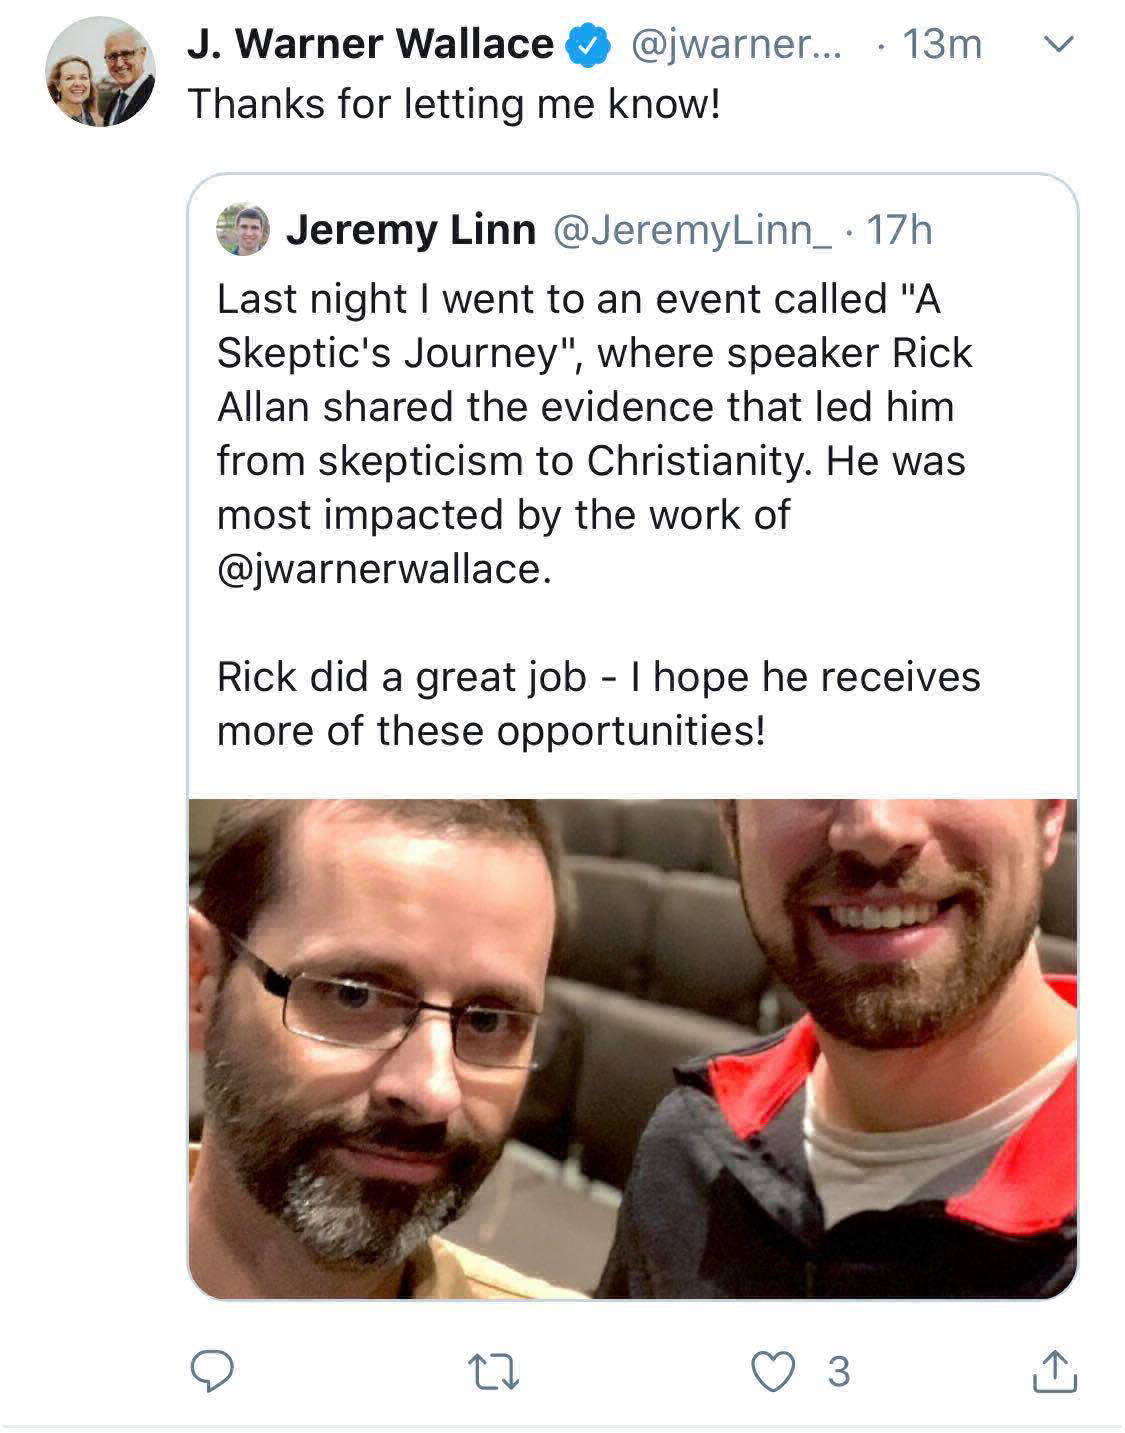 J. Warner Wallace @jwarner... · 13m
Thanks for letting me know!
Jeremy Linn @JeremyLinn_ · 17h
Last night I went to an event called "A
Skeptic's Journey", where speaker Rick
Allan shared the evidence that led him
from skepticism to Christianity. He was
most impacted by the work of
@jwarnerwallace.
Rick did a great job - I hope he receives
more of these opportunities!
3